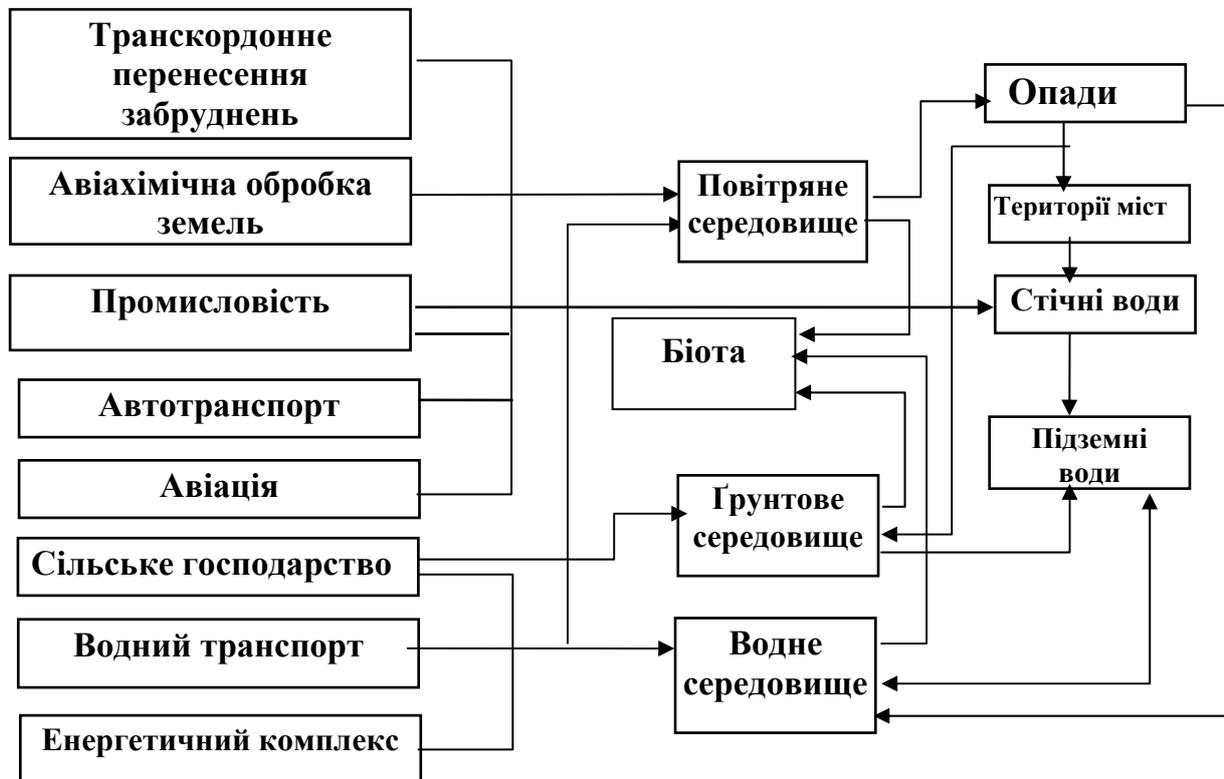 Транскордонне
перенесення
забруднень
Авіахімічна обробка
земель
Промисловість
Автотранспорт
Авіація
Сільське господарство
Водний транспорт
Енергетичний комплекс
Повітряне
середовище
Біота
Ґрунтове
середовище
Водне
середовище
Опади
Території міст
Стічні води
Підземні
води